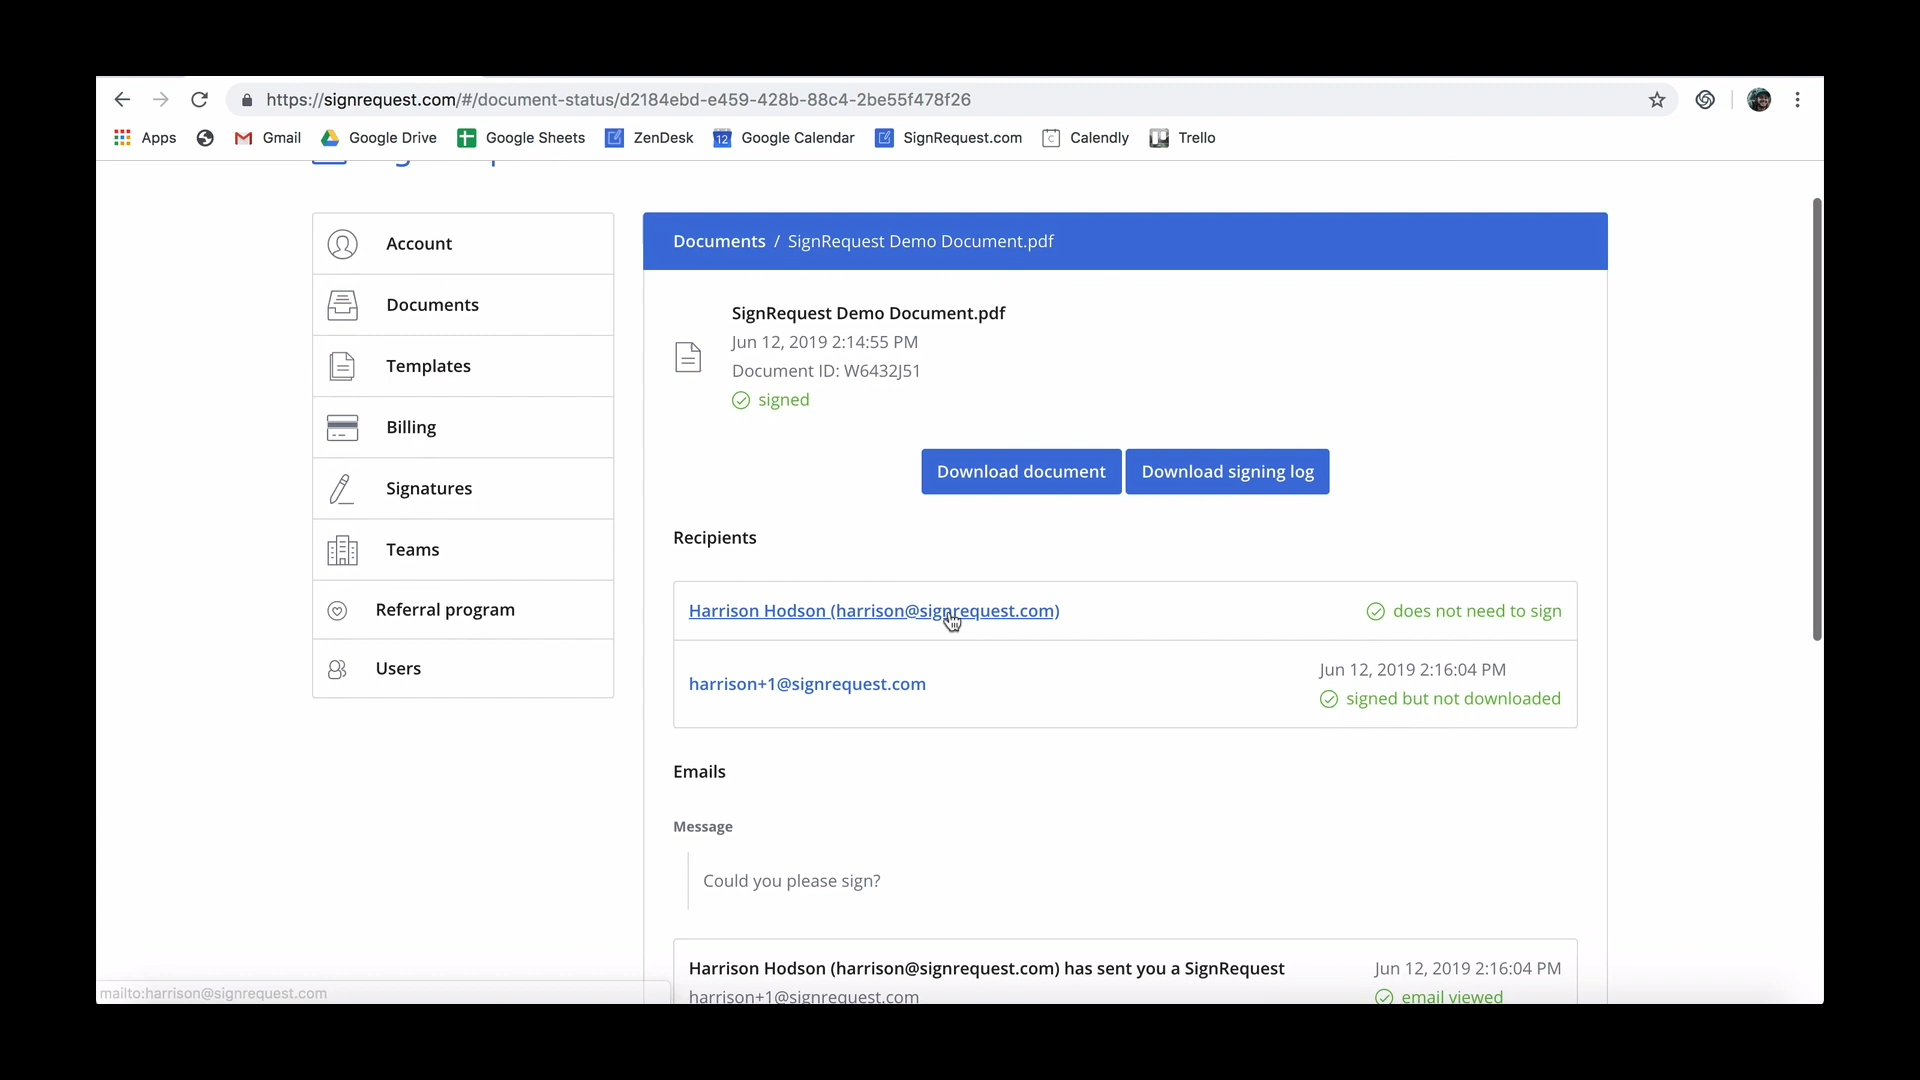 https://signrequest.com/#/document-status/d2184ebd-e459-428b-88c4-2be55f478f26
Apps Gmail Google Drive Google Sheets ZenDesk 12 Google Calendar SignRequest.com C Calendly Trello
Account
Documents
Templates
Billing
Signatures
Teams
Referral program
Users
Documents / SignRequest Demo Document.pdf
SignRequest Demo Document.pdf
Jun 12, 2019 2:14:55 PM
Document ID: W6432J51
signed
Download document Download signing log
Recipients
Harrison Hodson (harrison@signrequest.com) does not need to sign
harrison+1@signrequest.com
Jun 12, 2019 2:16:04 PM
signed but not downloaded
Emails
Message
Could you please sign?
Harrison Hodson (harrison@signrequest.com) has sent you a SignRequest Jun 12, 2019 2:16:04 PM
harrison+1@signrequest.com email viewed
mailto:harrison@signrequest.com